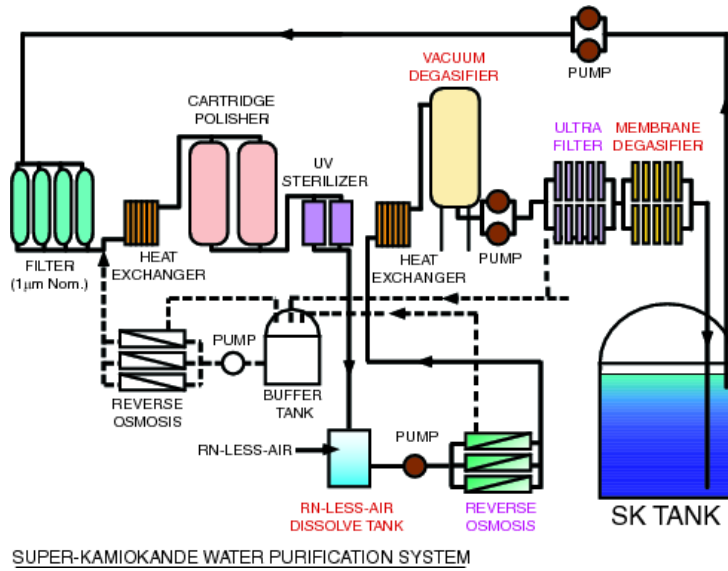 PUMP
VACUUM
DEGASIFIER
CARTRIDGE
POLISHER
UV
STERILIZER
ULTRA
FILTER
MEMBRANE
DEGASIFIER
FILTER
(1µm Nom.)
HEAT
EXCHANGER
HEAT
EXCHANGER
PUMP
PUMP
REVERSE
OSMOSIS
BUFFER
TANK
RN-LESS-AIR
PUMP
RN-LESS-AIR
DISSOLVE TANK
REVERSE
OSMOSIS
SK TANK
SUPER-KAMIOKANDE WATER PURIFICATION SYSTEM